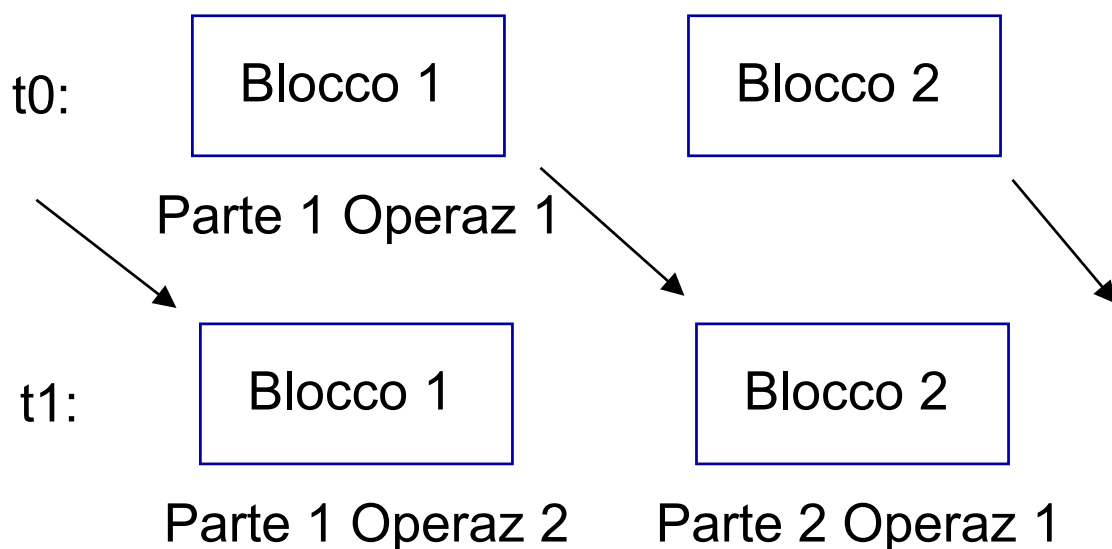 t0: Blocco 1 Blocco 2
Parte 1 Operaz 1
t1: Blocco 1 Blocco 2
Parte 1 Operaz 2 Parte 2 Operaz 1